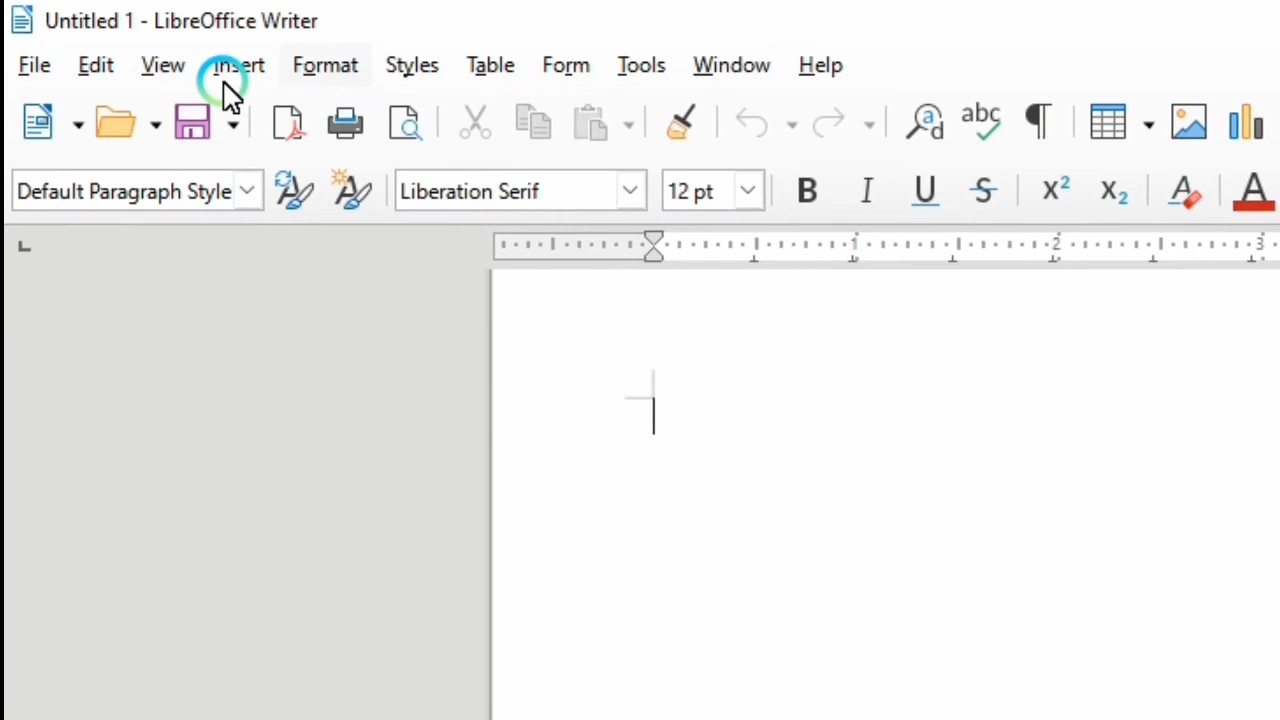 Untitled 1 - LibreOffice Writer
File Edit View Insert Format Styles Table Form Tools Window Help
abc
Default Paragraph Style Liberation Serif 12 pt B I U S X² X₂ A
1 2 3